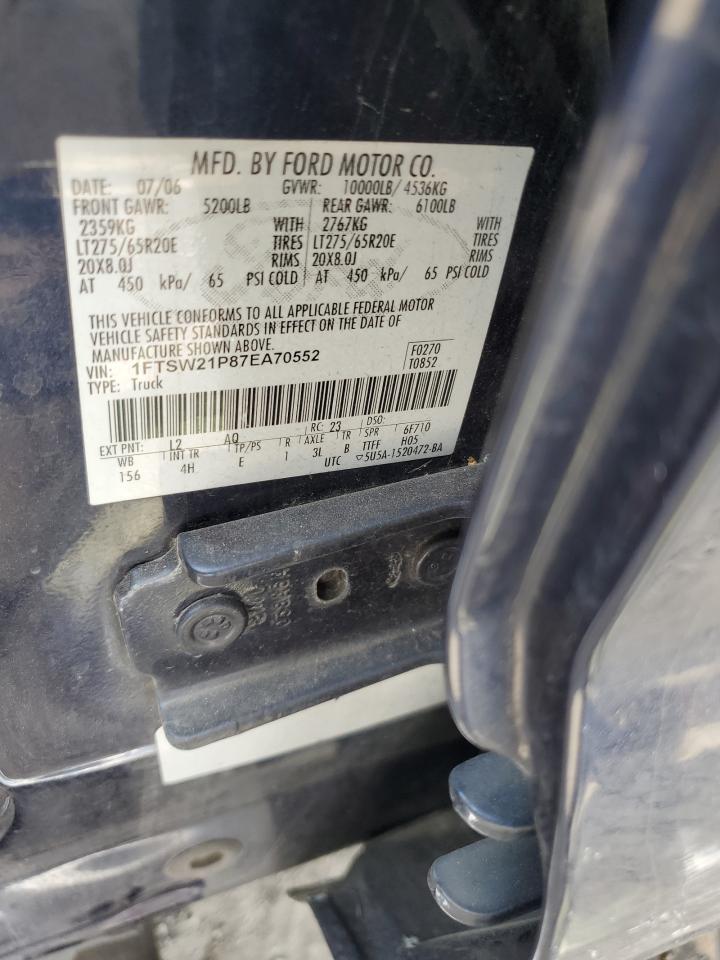 MFD. BY FORD MOTOR CO.
DATE: 07/06 GVWR: 10000LB/ 4536KG
FRONT GAWR: 5200LB REAR GAWR: 6100LB
2359KG WITH 2767KG WITH
LT275/65R20E TIRES LT275/65R20E TIRES
20X8.0J RIMS 20X8.0J RIMS
AT 450 kPa/ 65 PSI COLD AT 450 kPa/ 65 PSI COLD
THIS VEHICLE CONFORMS TO ALL APPLICABLE FEDERAL MOTOR
VEHICLE SAFETY STANDARDS IN EFFECT ON THE DATE OF
MANUFACTURE SHOWN ABOVE.
VIN: 1FTSW21P87EA70552 F0270
TYPE: Truck T0852
EXT PNT: L2 AQ RC: 23 DSO:
WB INT TR TP/PS R AXLE TR SPR 6F710
156 4H E 1 3L B TTFF H05
UTC ▽5U5A-1520472-BA